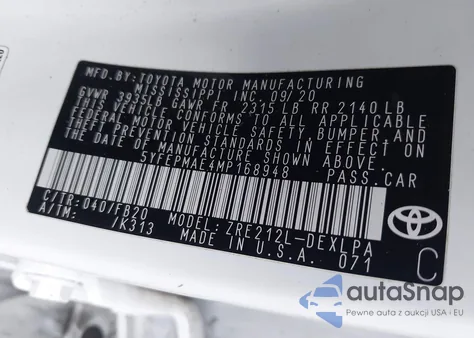 MFD.BY:TOYOTA MOTOR MANUFACTURING
MISSISSIPPI INC.09/20
GVWR 3935LB GAWR FR 2315 LB RR 2140LB
THIS VEHICLE CONFORMS TO ALL APPLICABLE
FEDERAL MOTOR VEHICLE SAFETY, BUMPER AND
THEFT PREVENTION STANDARDS IN EFFECT ON
THE DATE OF MANUFACTURE SHOWN ABOVE.
5YFEPMAE4MP168948
PASS.CAR
C/TR:040/FB20 MODEL:ZRE212L-DEXLPA
A/TM: /K313 MADE IN U.S.A. 071
TOYOTA
C
autoSnap
Pewne auta z aukcji USA i EU